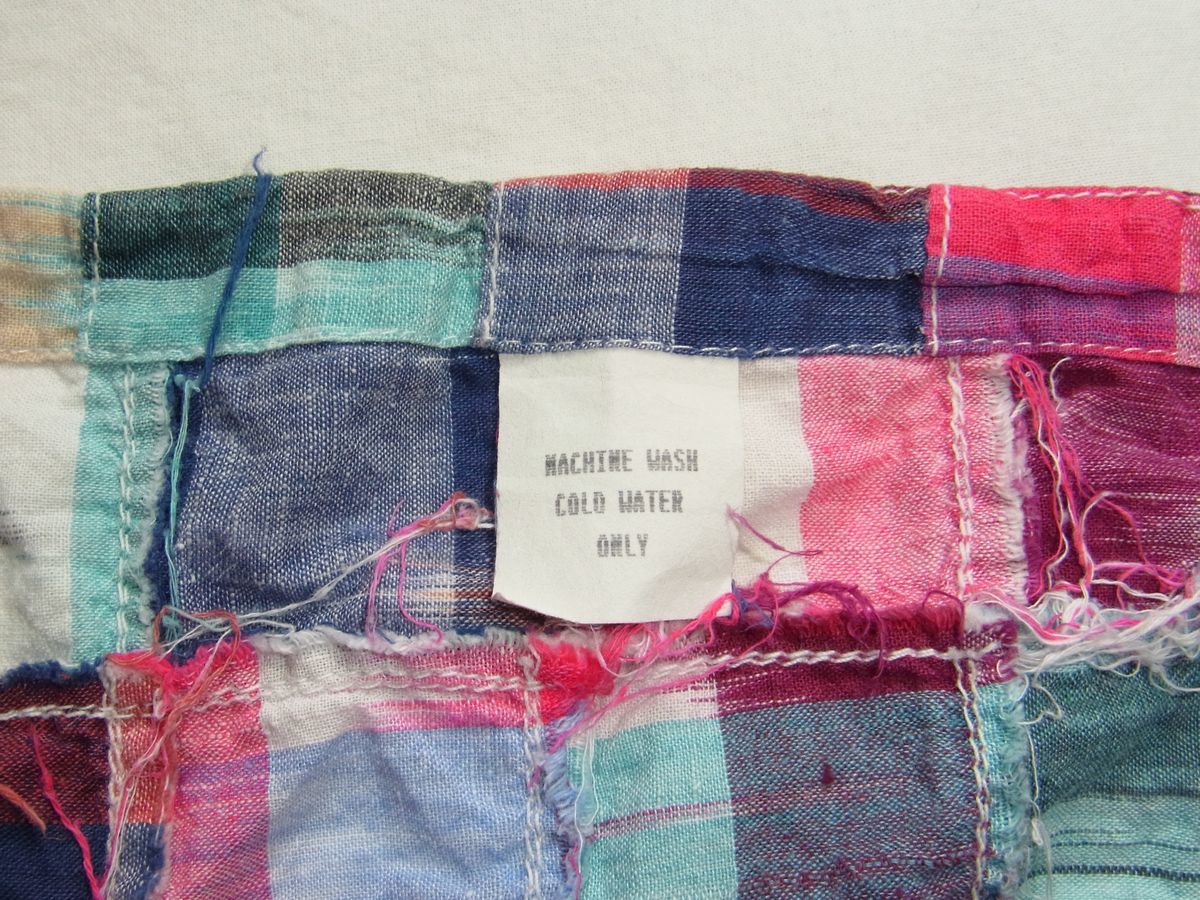 MACHINE WASH
COLD WATER
ONLY